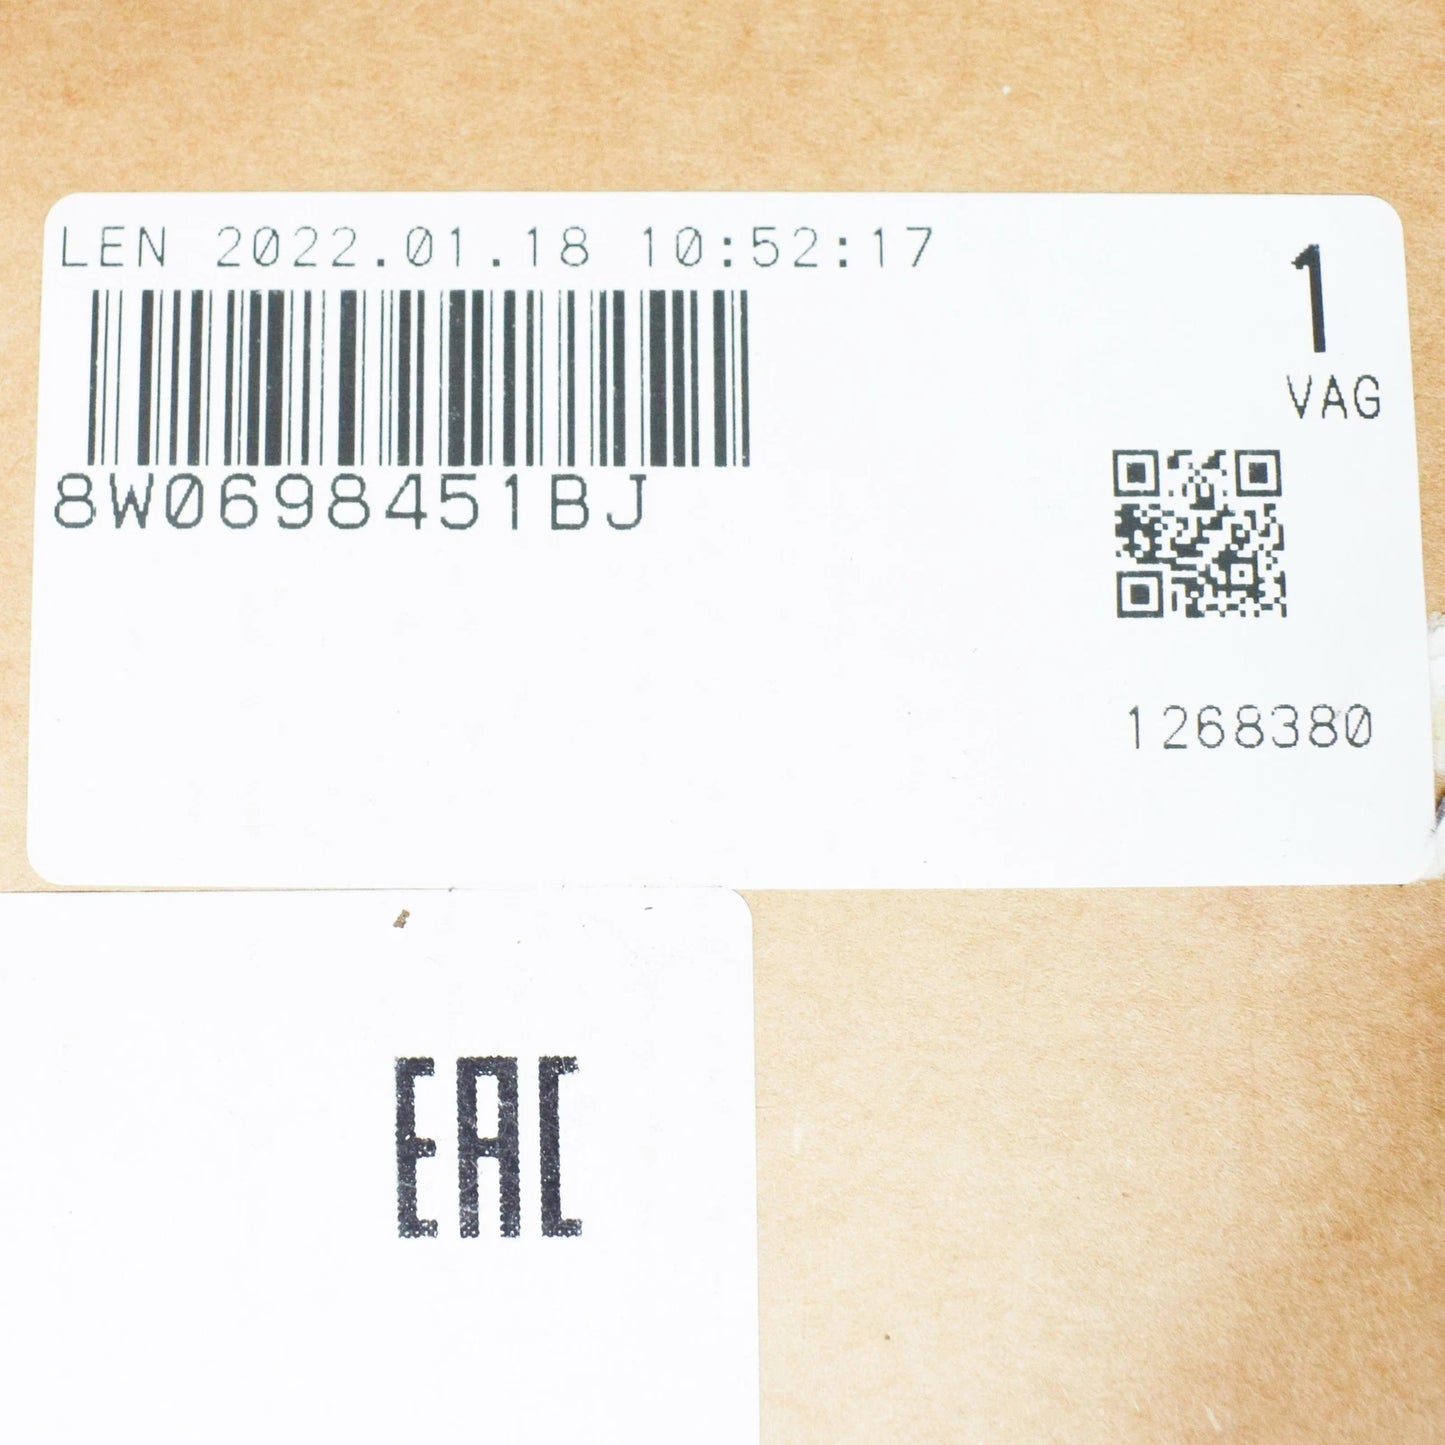 LEN 2022.01.18 10:52:17
1
VAG
8W0698451BJ
1268380
EAC